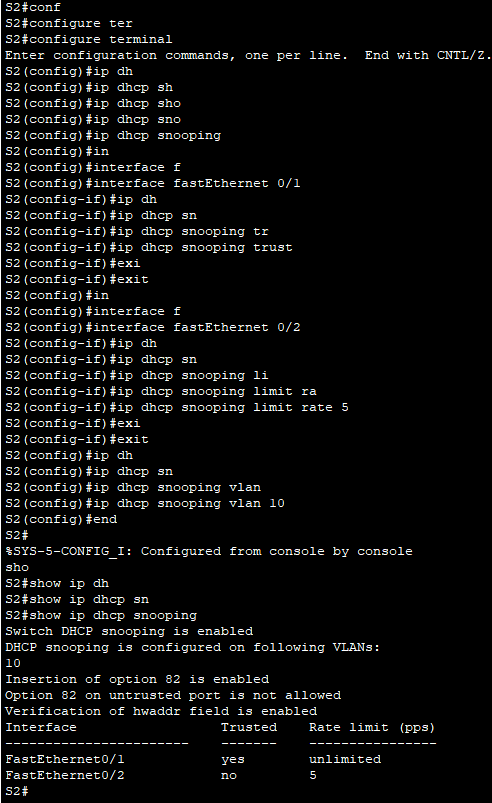 S2#conf
S2#configure ter
S2#configure terminal
Enter configuration commands, one per line.  End with CNTL/Z.
S2(config)#ip dh
S2(config)#ip dhcp sh
S2(config)#ip dhcp sho
S2(config)#ip dhcp sno
S2(config)#ip dhcp snooping
S2(config)#in
S2(config)#interface f
S2(config)#interface fastEthernet 0/1
S2(config-if)#ip dh
S2(config-if)#ip dhcp sn
S2(config-if)#ip dhcp snooping tr
S2(config-if)#ip dhcp snooping trust
S2(config-if)#exi
S2(config-if)#exit
S2(config)#in
S2(config)#interface f
S2(config)#interface fastEthernet 0/2
S2(config-if)#ip dh
S2(config-if)#ip dhcp sn
S2(config-if)#ip dhcp snooping li
S2(config-if)#ip dhcp snooping limit ra
S2(config-if)#ip dhcp snooping limit rate 5
S2(config-if)#exi
S2(config-if)#exit
S2(config)#ip dh
S2(config)#ip dhcp sn
S2(config)#ip dhcp snooping vlan
S2(config)#ip dhcp snooping vlan 10
S2(config)#end
S2#
%SYS-5-CONFIG_I: Configured from console by console
sho
S2#show ip dh
S2#show ip dhcp sn
S2#show ip dhcp snooping
Switch DHCP snooping is enabled
DHCP snooping is configured on following VLANs:
10
Insertion of option 82 is enabled
Option 82 on untrusted port is not allowed
Verification of hwaddr field is enabled
Interface                  Trusted    Rate limit (pps)
-----------------------    -------    ----------------
FastEthernet0/1            yes        unlimited
FastEthernet0/2            no         5
S2#